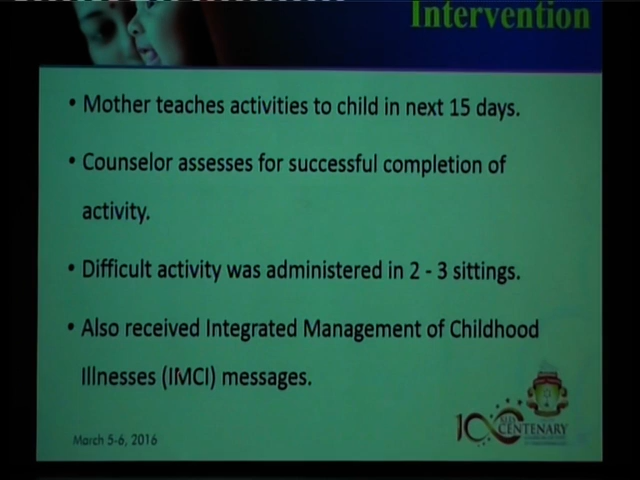 Intervention
• Mother teaches activities to child in next 15 days.
• Counselor assesses for successful completion of
activity.
• Difficult activity was administered in 2 - 3 sittings.
• Also received Integrated Management of Childhood
Illnesses (IMCI) messages.
CENTENARY
March 5-6, 2016